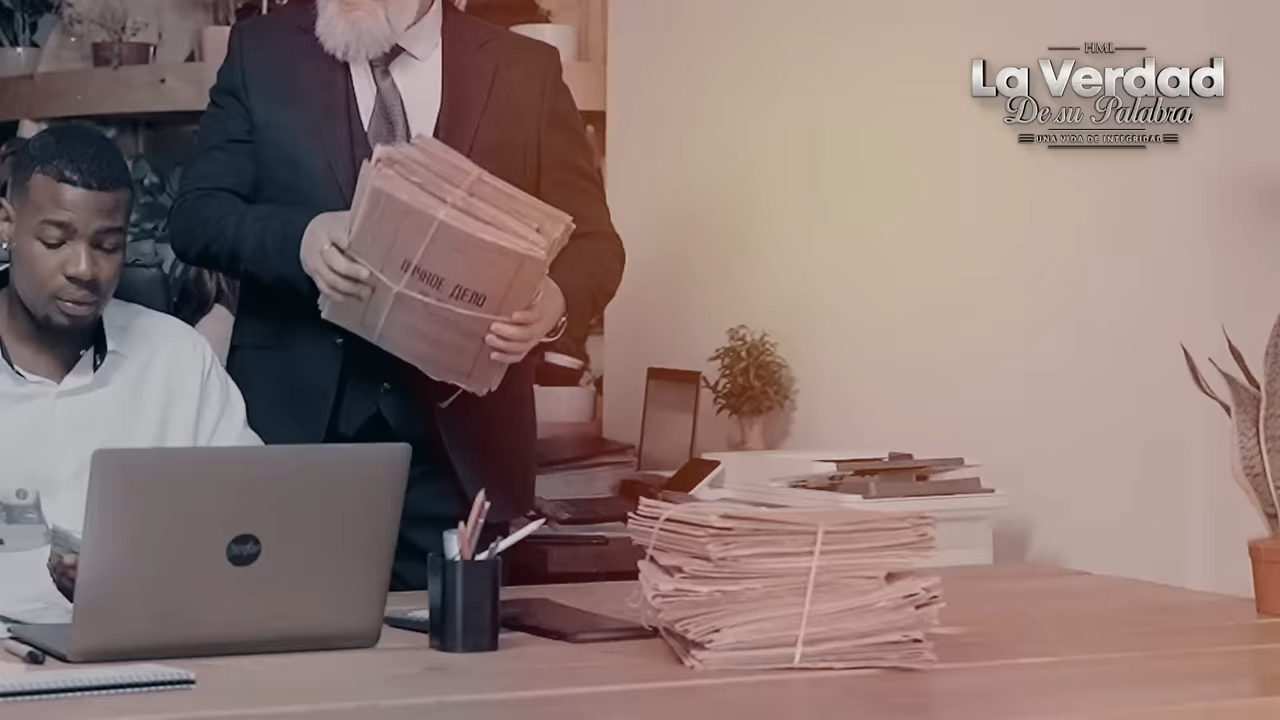 HML
La Verdad
De su Palabra
UNA VIDA DE INTEGRIDAD
ЛИЧНОЕ ДЕЛО